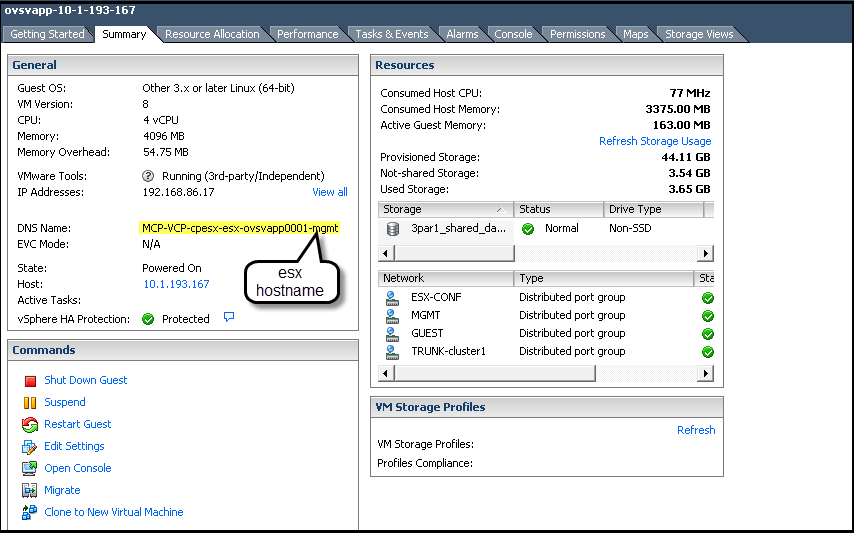 ovsvapp-10-1-193-167
Getting Started Summary Resource Allocation Performance Tasks & Events Alarms Console Permissions Maps Storage Views
General
Guest OS: Other 3.x or later Linux (64-bit)
VM Version: 8
CPU: 4 vCPU
Memory: 4096 MB
Memory Overhead: 54.75 MB
VMware Tools: Running (3rd-party/Independent)
IP Addresses: 192.168.86.17 View all
DNS Name: MCP-VCP-cpesx-esx-ovsvapp0001-mgmt
EVC Mode: N/A
State: Powered On
Host: 10.1.193.167
Active Tasks:
vSphere HA Protection: Protected
esx
hostname
Commands
Shut Down Guest
Suspend
Restart Guest
Edit Settings
Open Console
Migrate
Clone to New Virtual Machine
Resources
Consumed Host CPU: 77 MHz
Consumed Host Memory: 3375.00 MB
Active Guest Memory: 163.00 MB
Refresh Storage Usage
Provisioned Storage: 44.11 GB
Not-shared Storage: 3.54 GB
Used Storage: 3.65 GB
Storage Status Drive Type
3par1_shared_da... Normal Non-SSD
Network Type Sta
ESX-CONF Distributed port group
MGMT Distributed port group
GUEST Distributed port group
TRUNK-cluster1 Distributed port group
VM Storage Profiles
Refresh
VM Storage Profiles:
Profiles Compliance: